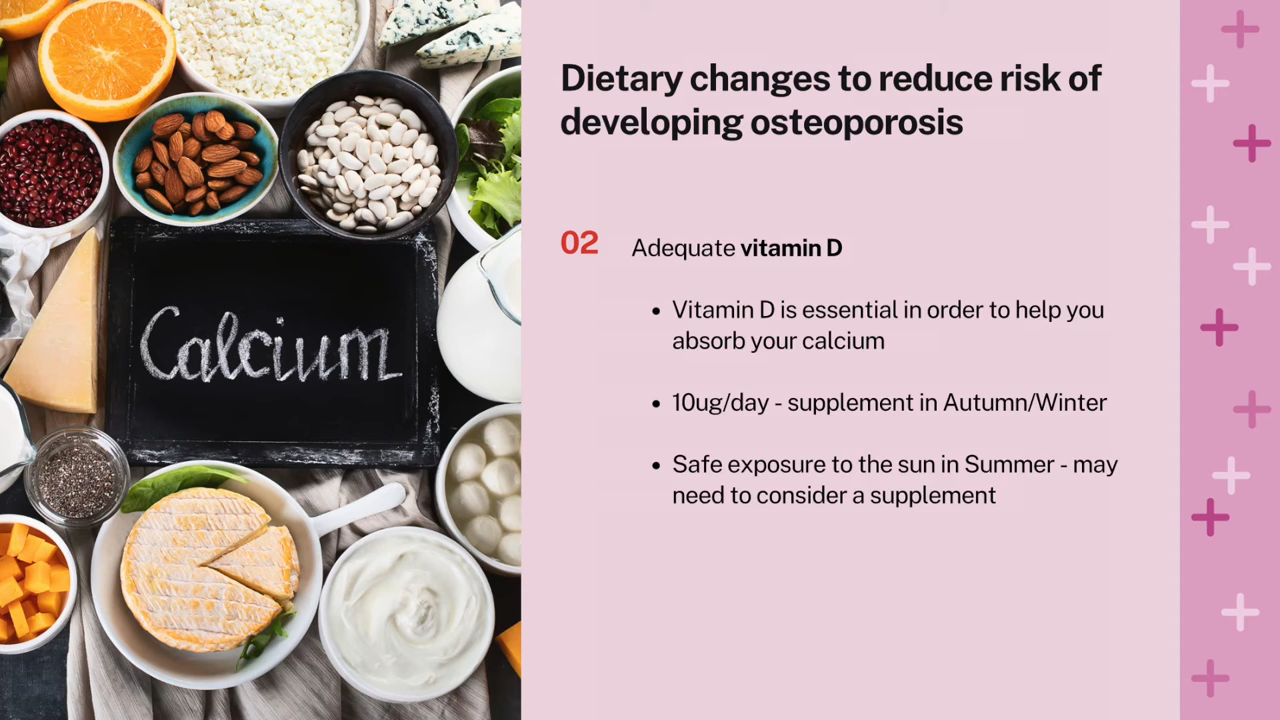 Calcium
Dietary changes to reduce risk of
developing osteoporosis
02
Adequate vitamin D
• Vitamin D is essential in order to help you
absorb your calcium
• 10ug/day - supplement in Autumn/Winter
• Safe exposure to the sun in Summer - may
need to consider a supplement